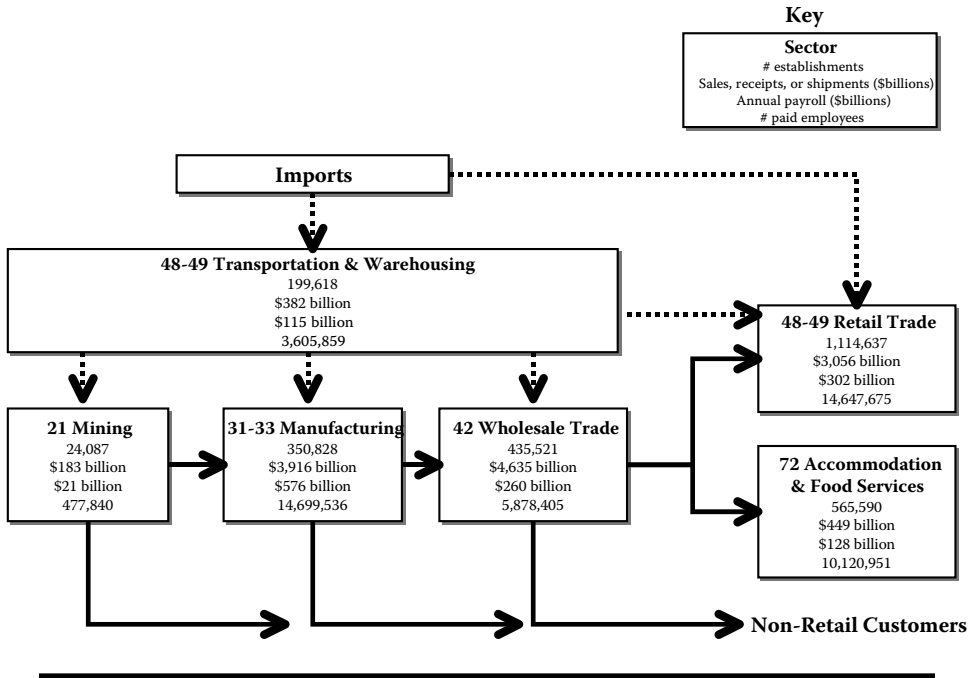 Key
Sector
# establishments
Sales, receipts, or shipments ($billions)
Annual payroll ($billions)
# paid employees
Imports
48-49 Transportation & Warehousing
199,618
$382 billion
$115 billion
3,605,859
48-49 Retail Trade
1,114,637
$3,056 billion
$302 billion
14,647,675
21 Mining
24,087
$183 billion
$21 billion
477,840
31-33 Manufacturing
350,828
$3,916 billion
$576 billion
14,699,536
42 Wholesale Trade
435,521
$4,635 billion
$260 billion
5,878,405
72 Accommodation
& Food Services
565,590
$449 billion
$128 billion
10,120,951
Non-Retail Customers